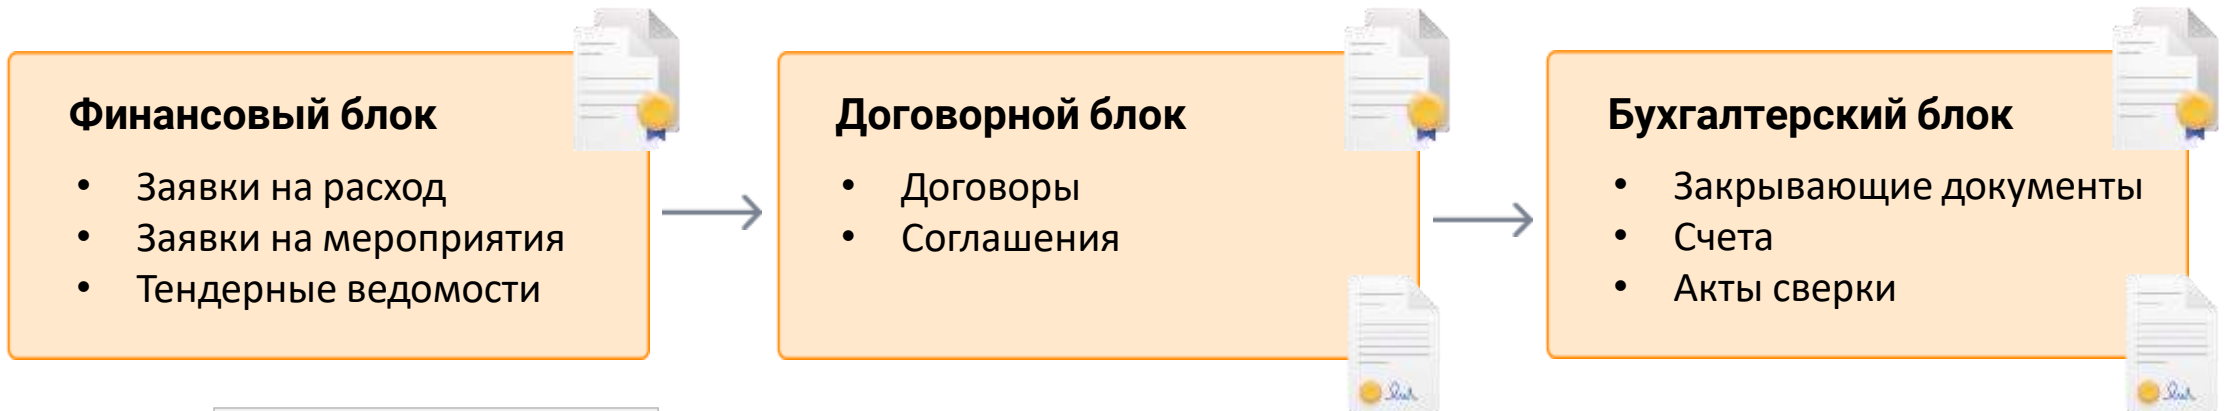 Финансовый блок
• Заявки на расход
• Заявки на мероприятия
• Тендерные ведомости
Договорной блок
• Договоры
• Соглашения
Бухгалтерский блок
• Закрывающие документы
• Счета
• Акты сверки